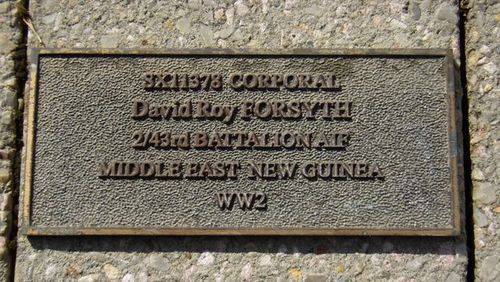 SX11378 CORPORAL
David Roy FORSYTH
2/43rd BATTALION AIF
MIDDLE EAST NEW GUINEA
WW2